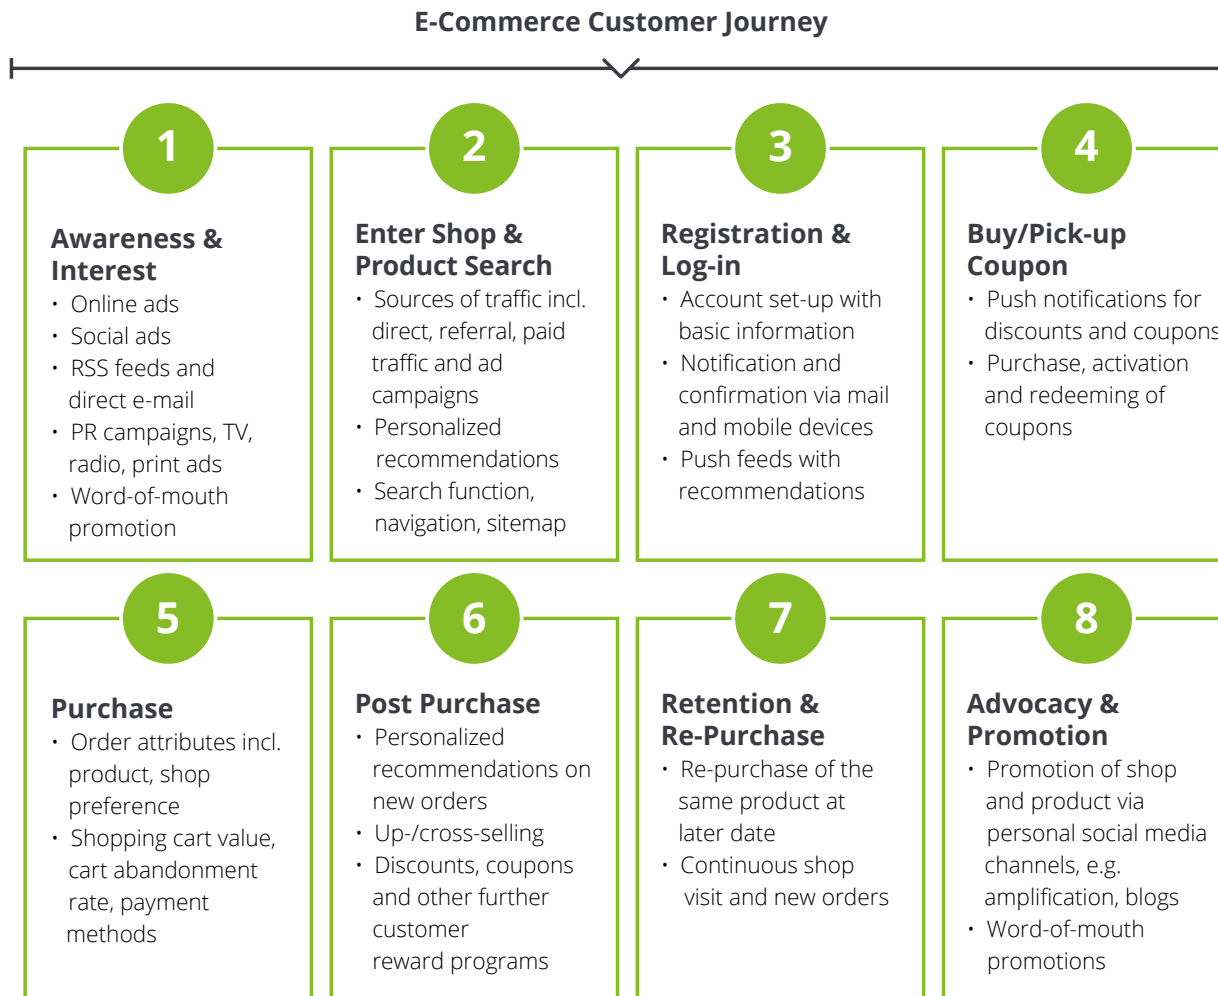 E-Commerce Customer Journey
1
Awareness &
Interest
• Online ads
• Social ads
• RSS feeds and
direct e-mail
• PR campaigns, TV,
radio, print ads
• Word-of-mouth
promotion
2
Enter Shop &
Product Search
• Sources of traffic incl.
direct, referral, paid
traffic and ad
campaigns
• Personalized
recommendations
• Search function,
navigation, sitemap
3
Registration &
Log-in
• Account set-up with
basic information
• Notification and
confirmation via mail
and mobile devices
• Push feeds with
recommendations
4
Buy/Pick-up
Coupon
• Push notifications for
discounts and coupons
• Purchase, activation
and redeeming of
coupons
5
Purchase
• Order attributes incl.
product, shop
preference
• Shopping cart value,
cart abandonment
rate, payment
methods
6
Post Purchase
• Personalized
recommendations on
new orders
• Up-/cross-selling
• Discounts, coupons
and other further
customer
reward programs
7
Retention &
Re-Purchase
• Re-purchase of the
same product at
later date
• Continuous shop
visit and new orders
8
Advocacy &
Promotion
• Promotion of shop
and product via
personal social media
channels, e.g.
amplification, blogs
• Word-of-mouth
promotions